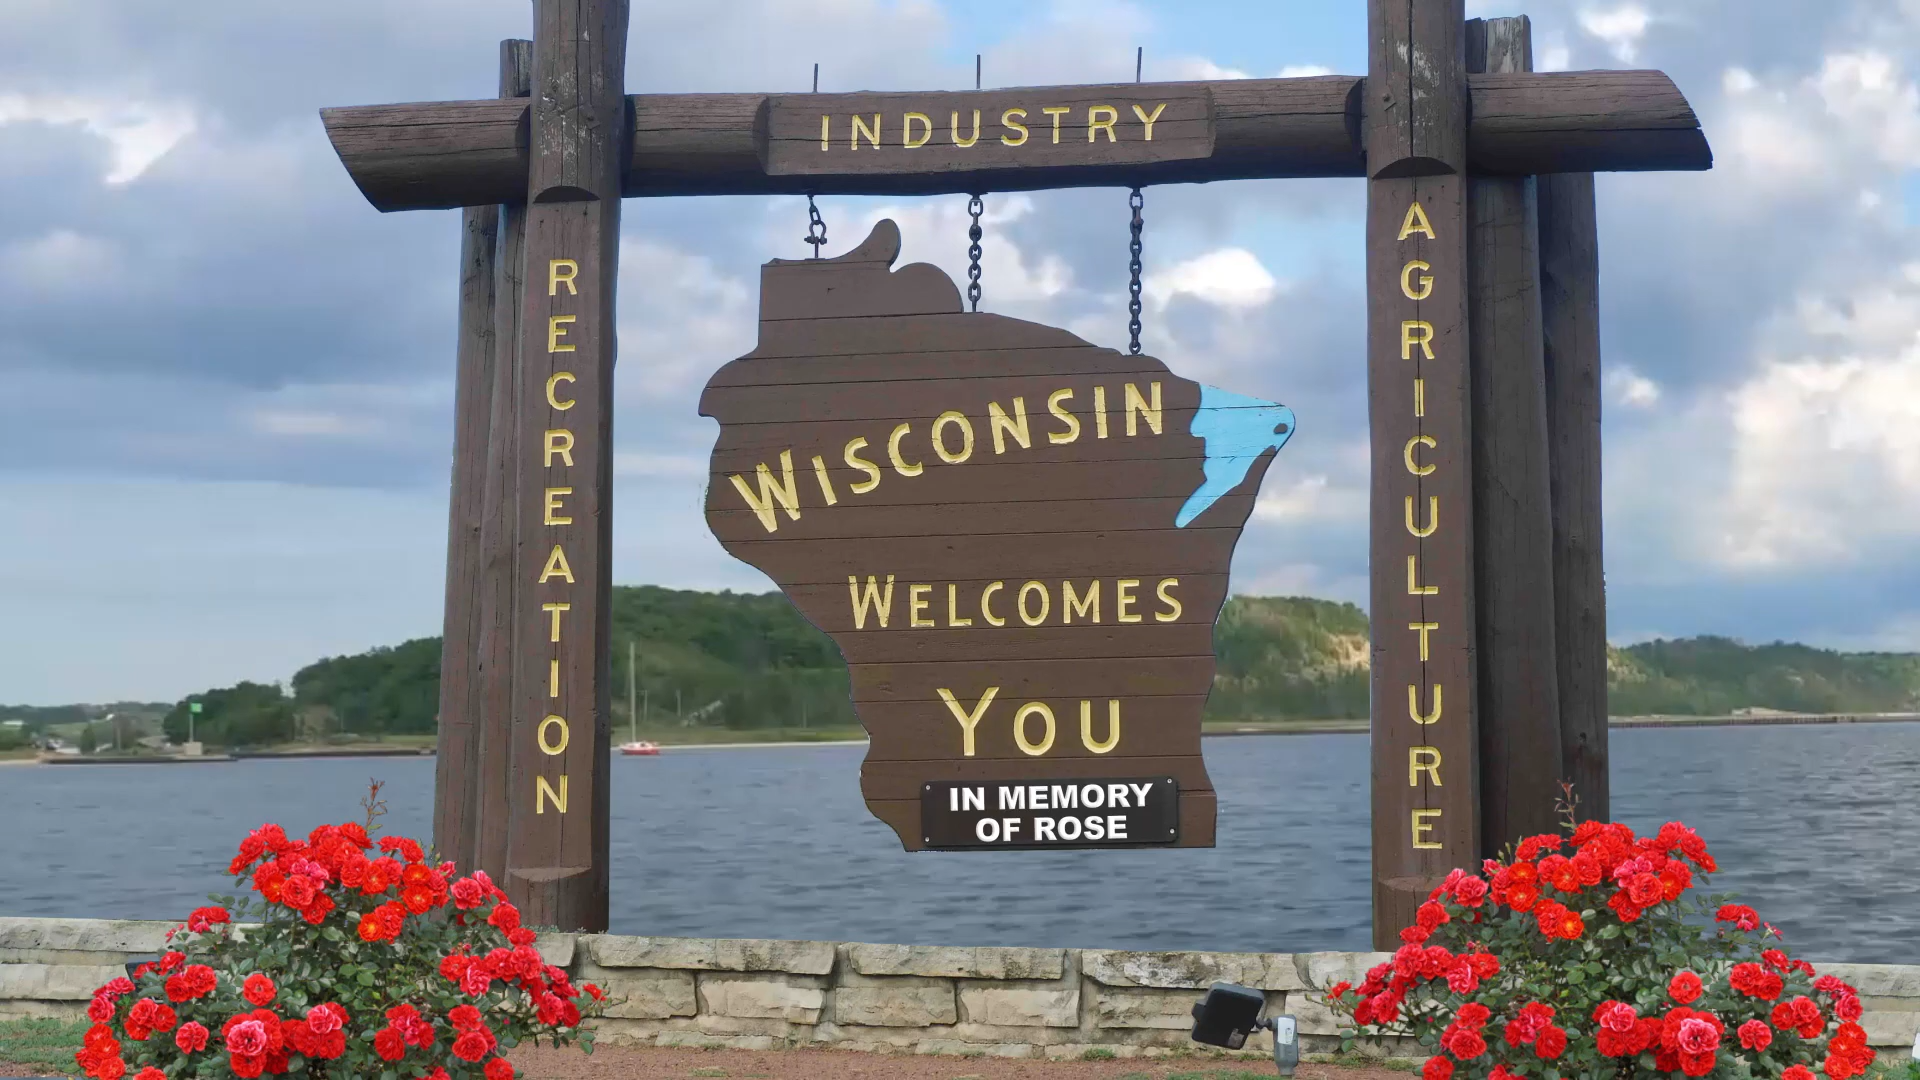 INDUSTRY
RECREATION
AGRICULTURE
WISCONSIN
WELCOMES
YOU
IN MEMORY
OF ROSE